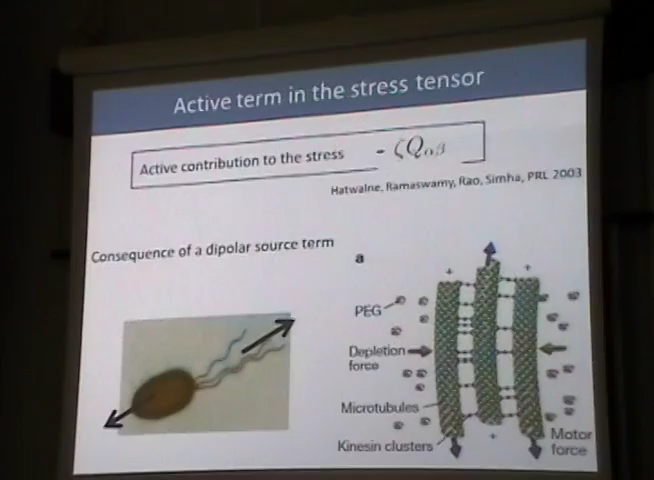 Active term in the stress tensor
Active contribution to the stress - ζQαβ
Hatwalne, Ramaswamy, Rao, Simha, PRL 2003
Consequence of a dipolar source term
a
+ +
PEG
Depletion
force
Microtubules
Kinesin clusters
+
Motor
force